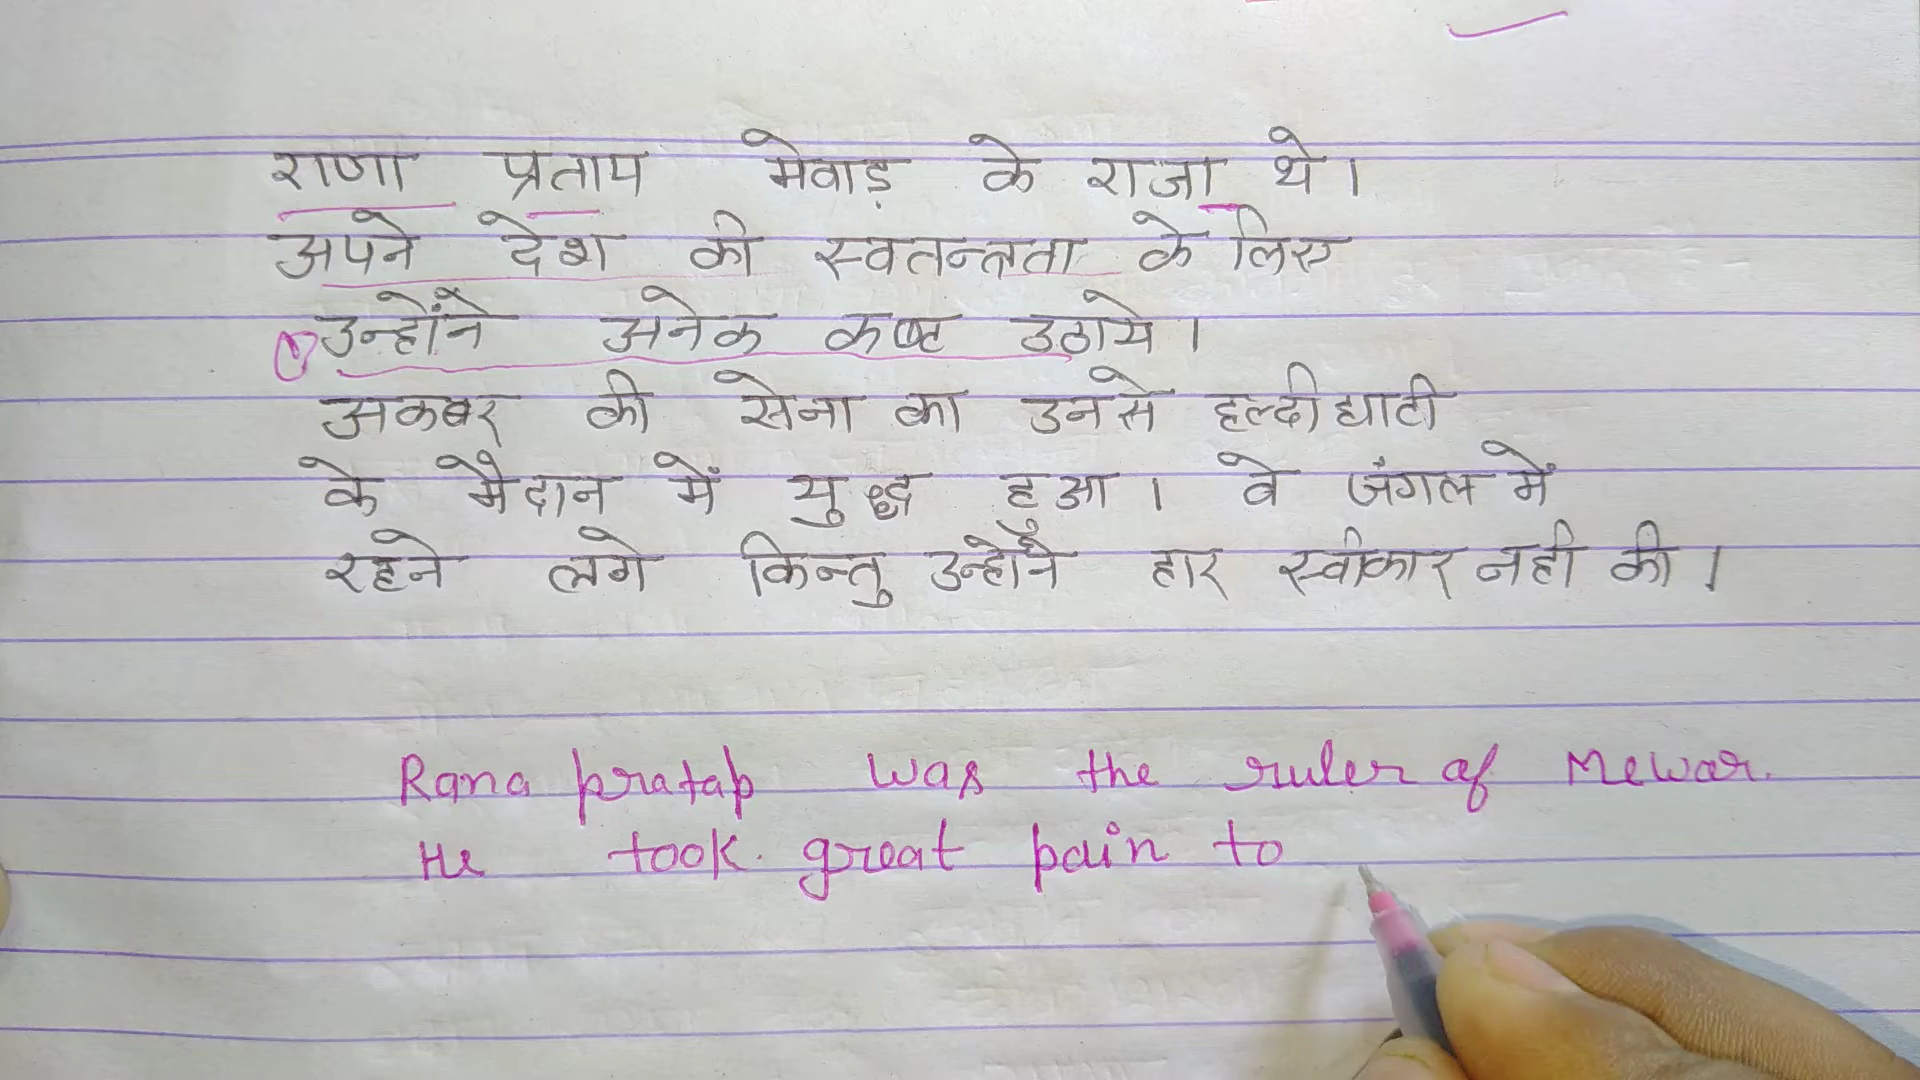 राणा प्रताप मेवाड़ के राजा थे।
अपने देश की स्वतन्त्रता के लिए
उन्होंने अनेक कष्ट उठाये।
अकबर की सेना का उनसे हल्दीघाटी
के मैदान में युद्ध हुआ। वे जंगल में
रहने लगे किन्तु उन्होंने हार स्वीकार नही की।
Rana pratap was the ruler of Mewar.
He took great pain to